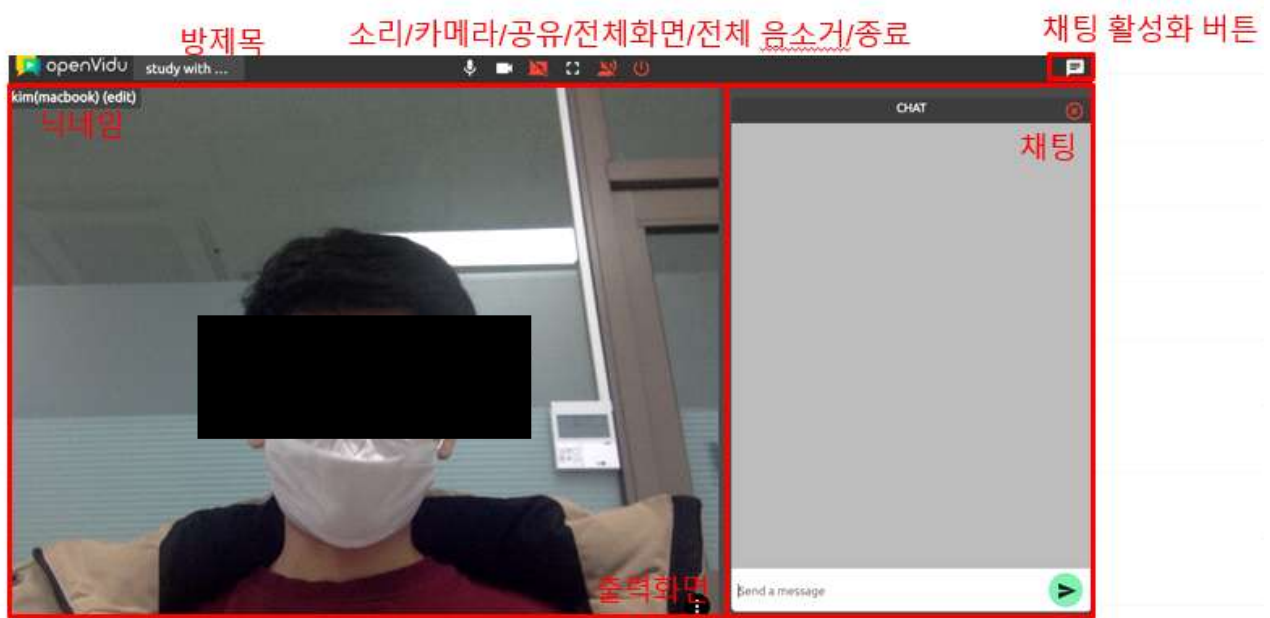 방제목
소리/카메라/공유/전체화면/전체 음소거/종료
채팅 활성화 버튼
openVidu
study with ...
kim(macbook) (edit)
닉네임
CHAT
채팅
출력화면
Send a message